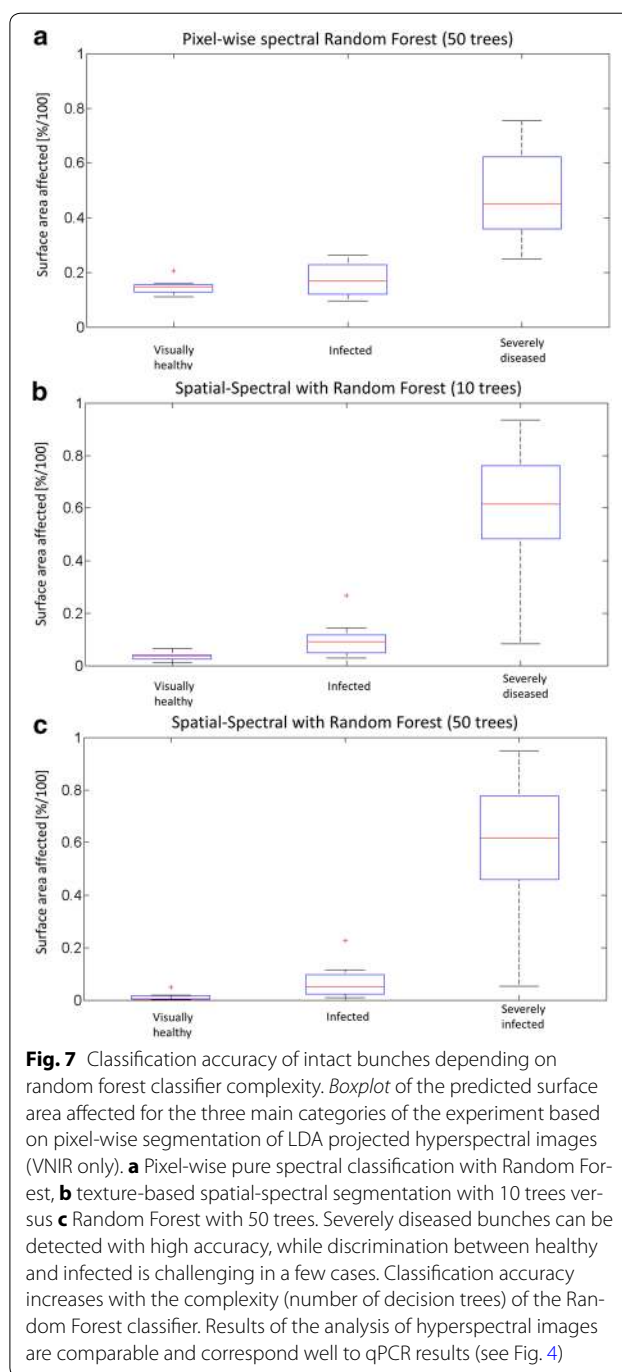 a
Pixel-wise spectral Random Forest (50 trees)
Surface area affected [%/100]
1
0.8
0.6
0.4
0.2
0
Visually
healthy
Infected
Severely
diseased
b
Spatial-Spectral with Random Forest (10 trees)
Surface area affected [%/100]
1
0.8
0.6
0.4
0.2
0
Visually
healthy
Infected
Severely
diseased
c
Spatial-Spectral with Random Forest (50 trees)
Surface area affected [%/100]
1
0.8
0.6
0.4
0.2
0
Visually
healthy
Infected
Severely
infected
Fig. 7 Classification accuracy of intact bunches depending on
random forest classifier complexity. Boxplot of the predicted surface
area affected for the three main categories of the experiment based
on pixel-wise segmentation of LDA projected hyperspectral images
(VNIR only). a Pixel-wise pure spectral classification with Random For-
est, b texture-based spatial-spectral segmentation with 10 trees ver-
sus c Random Forest with 50 trees. Severely diseased bunches can be
detected with high accuracy, while discrimination between healthy
and infected is challenging in a few cases. Classification accuracy
increases with the complexity (number of decision trees) of the Ran-
dom Forest classifier. Results of the analysis of hyperspectral images
are comparable and correspond well to qPCR results (see Fig. 4)